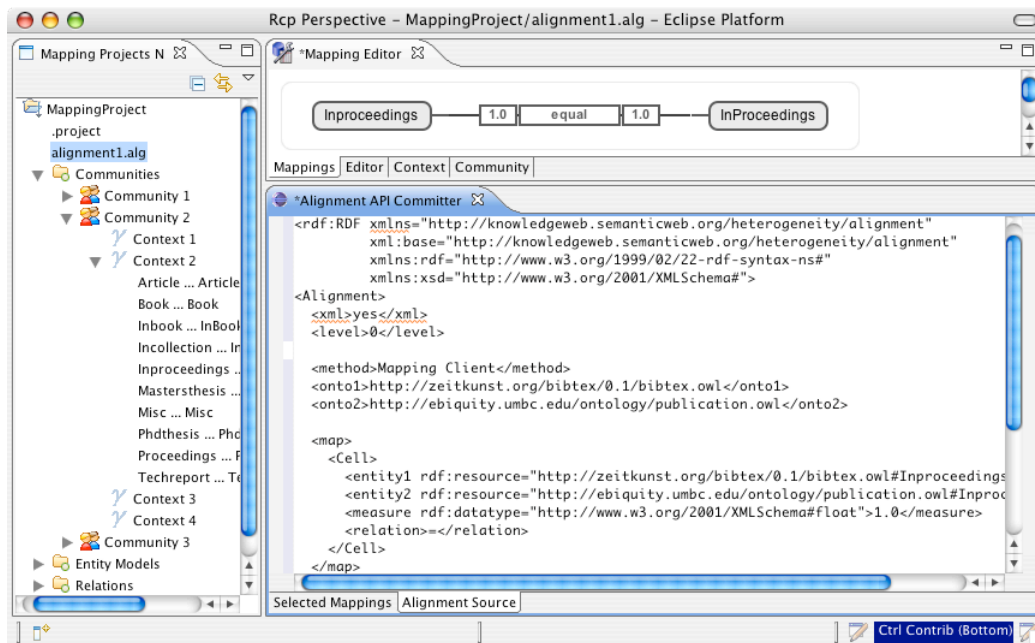 Rcp Perspective – MappingProject/alignment1.alg – Eclipse Platform
Mapping Projects N
MappingProject
.project
alignment1.alg
Communities
Community 1
Community 2
Context 1
Context 2
Article ... Article
Book ... Book
Inbook ... InBook
Incollection ... In
Inproceedings ..
Mastersthesis ..
Misc ... Misc
Phdthesis ... Phd
Proceedings ... P
Techreport ... Te
Context 3
Context 4
Community 3
Entity Models
Relations
*Mapping Editor
Inproceedings 1.0 equal 1.0 InProceedings
Mappings Editor Context Community
*Alignment API Committer
<rdf:RDF xmlns="http://knowledgeweb.semanticweb.org/heterogeneity/alignment"
xml:base="http://knowledgeweb.semanticweb.org/heterogeneity/alignment"
xmlns:rdf="http://www.w3.org/1999/02/22-rdf-syntax-ns#"
xmlns:xsd="http://www.w3.org/2001/XMLSchema#">
<Alignment>
<xml>yes</xml>
<level>0</level>
<method>Mapping Client</method>
<onto1>http://zeitkunst.org/bibtex/0.1/bibtex.owl</onto1>
<onto2>http://ebiquity.umbc.edu/ontology/publication.owl</onto2>
<map>
<Cell>
<entity1 rdf:resource="http://zeitkunst.org/bibtex/0.1/bibtex.owl#Inproceedings
<entity2 rdf:resource="http://ebiquity.umbc.edu/ontology/publication.owl#Inproc
<measure rdf:datatype="http://www.w3.org/2001/XMLSchema#float">1.0</measure>
<relation>=</relation>
</Cell>
</map>
Selected Mappings Alignment Source
Ctrl Contrib (Bottom)